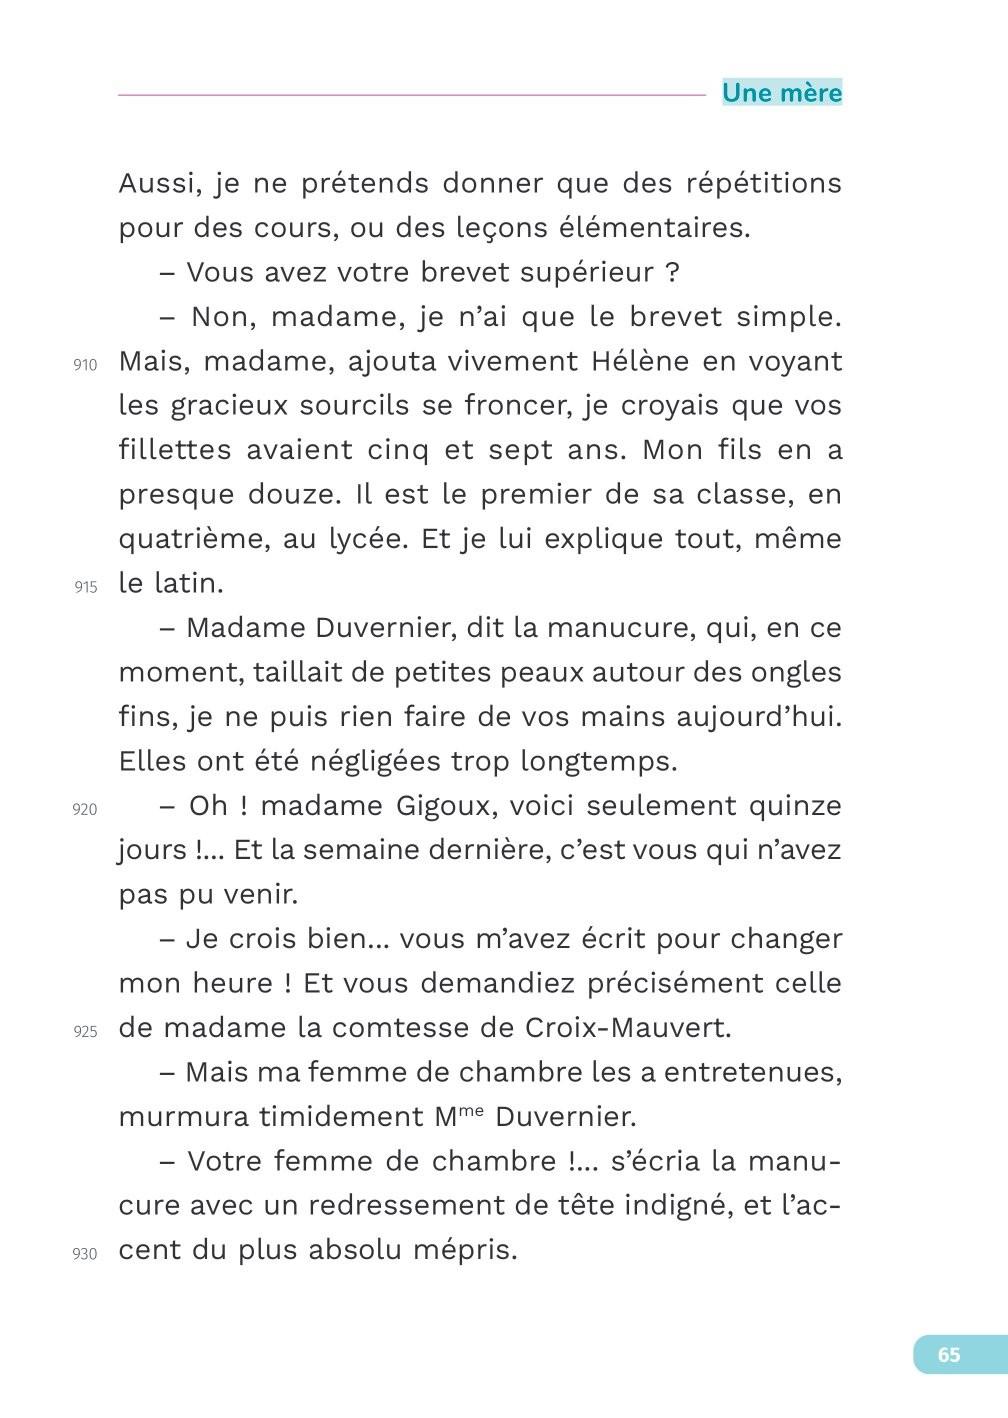 Une mère
Aussi, je ne prétends donner que des répétitions
pour des cours, ou des leçons élémentaires.
– Vous avez votre brevet supérieur ?
– Non, madame, je n’ai que le brevet simple.
910 Mais, madame, ajouta vivement Hélène en voyant
les gracieux sourcils se froncer, je croyais que vos
fillettes avaient cinq et sept ans. Mon fils en a
presque douze. Il est le premier de sa classe, en
quatrième, au lycée. Et je lui explique tout, même
915 le latin.
– Madame Duvernier, dit la manucure, qui, en ce
moment, taillait de petites peaux autour des ongles
fins, je ne puis rien faire de vos mains aujourd’hui.
Elles ont été négligées trop longtemps.
920 – Oh ! madame Gigoux, voici seulement quinze
jours !... Et la semaine dernière, c’est vous qui n’avez
pas pu venir.
– Je crois bien... vous m’avez écrit pour changer
mon heure ! Et vous demandiez précisément celle
925 de madame la comtesse de Croix-Mauvert.
– Mais ma femme de chambre les a entretenues,
murmura timidement Mme Duvernier.
– Votre femme de chambre !... s’écria la manu-
cure avec un redressement de tête indigné, et l’ac-
930 cent du plus absolu mépris.
65